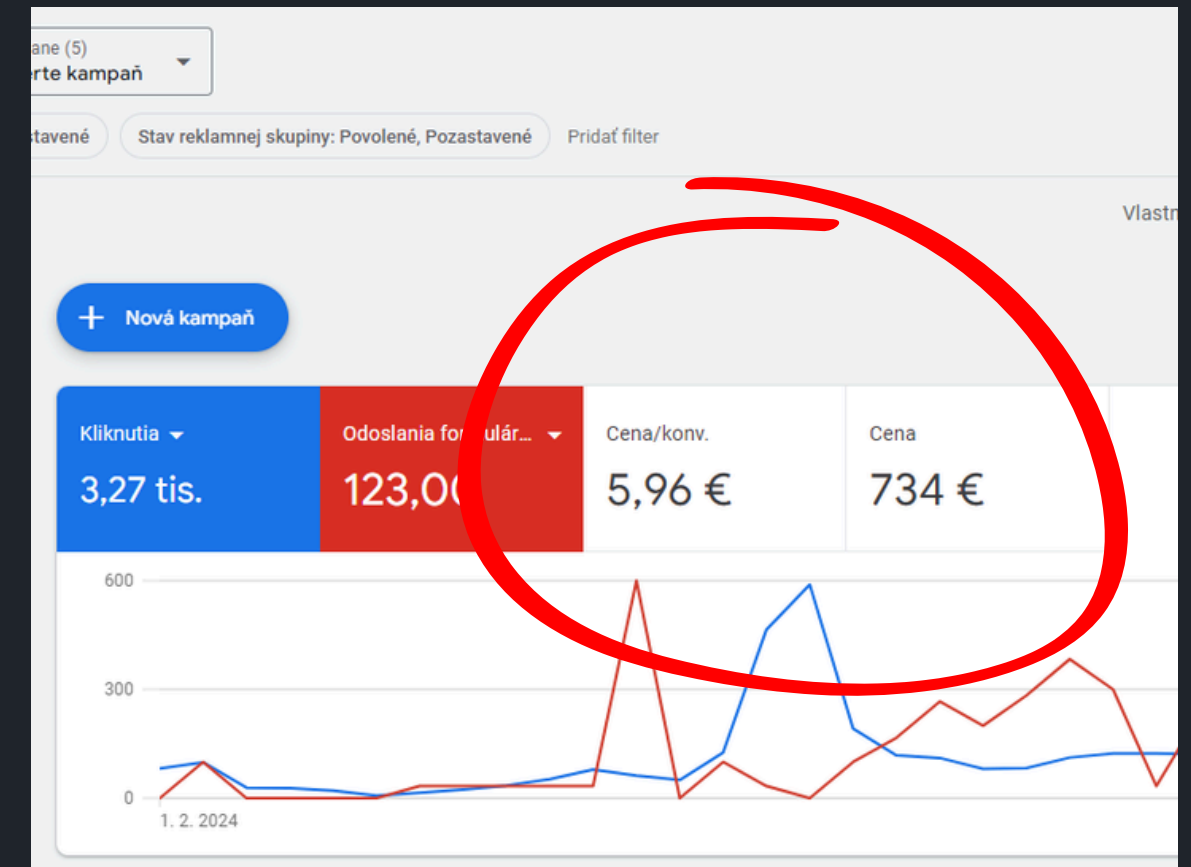 ane (5)
erte kampaň
stavené
Stav reklamnej skupiny: Povolené, Pozastavené
Pridať filter
Vlastn
+ Nová kampaň
Kliknutia
Odoslania formulár...
Cena/konv.
Cena
3,27 tis.
123,00
5,96 €
734 €
600
300
0
1. 2. 2024